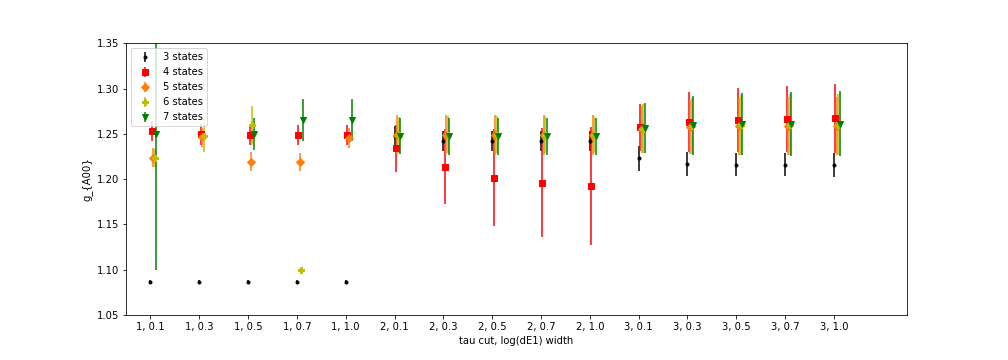 1.35
1.30
1.25
1.20
1.15
1.10
1.05
g_{A00}
3 states
4 states
5 states
6 states
7 states
1, 0.1 1, 0.3 1, 0.5 1, 0.7 1, 1.0 2, 0.1 2, 0.3 2, 0.5 2, 0.7 2, 1.0 3, 0.1 3, 0.3 3, 0.5 3, 0.7 3, 1.0
tau cut, log(dE1) width